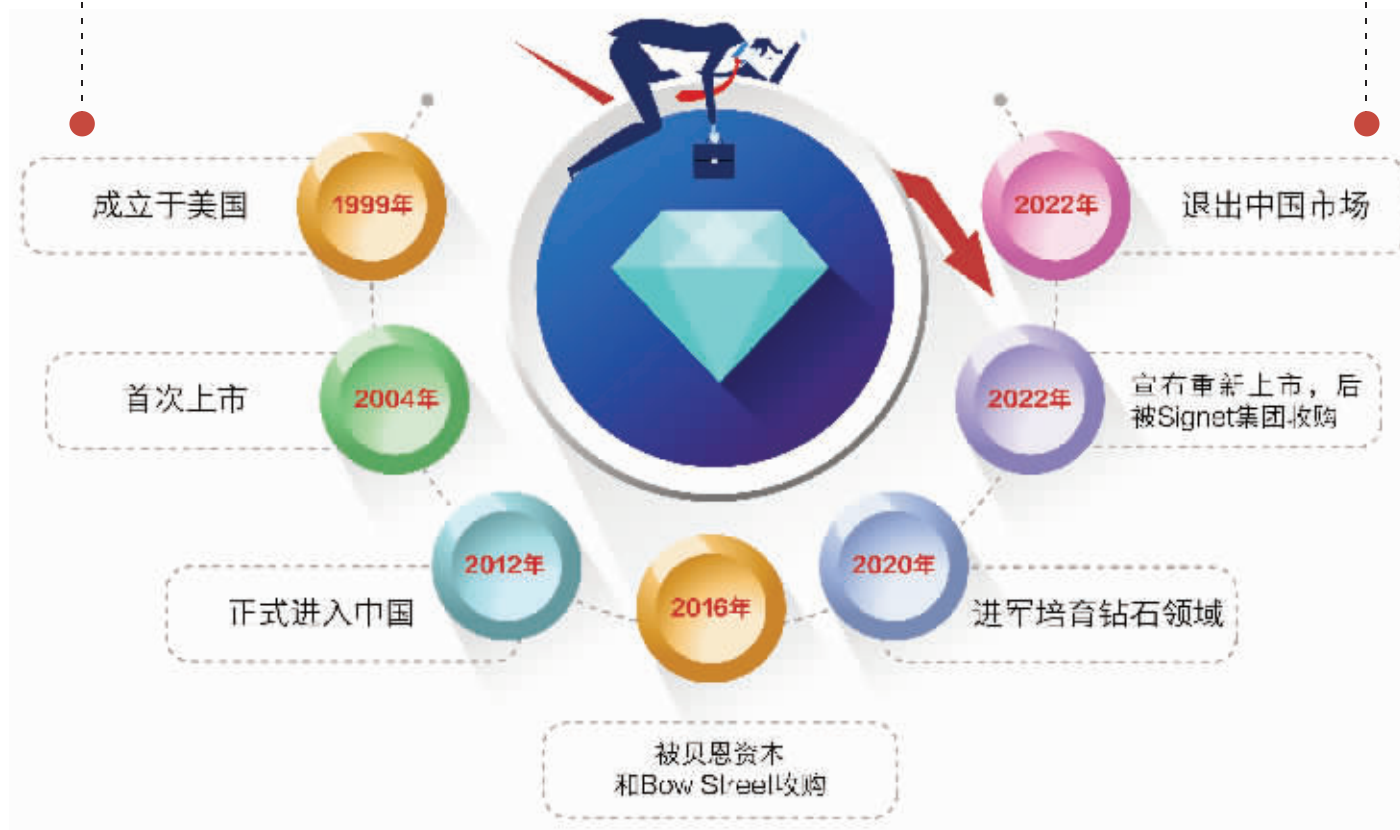 1999年
成立于美国
2004年
首次上市
2012年
正式进入中国
2016年
被贝恩资本
和Bow Street收购
2020年
进军培育钻石领域
2022年
宣布重新上市，后
被Signet集团收购
2022年
退出中国市场